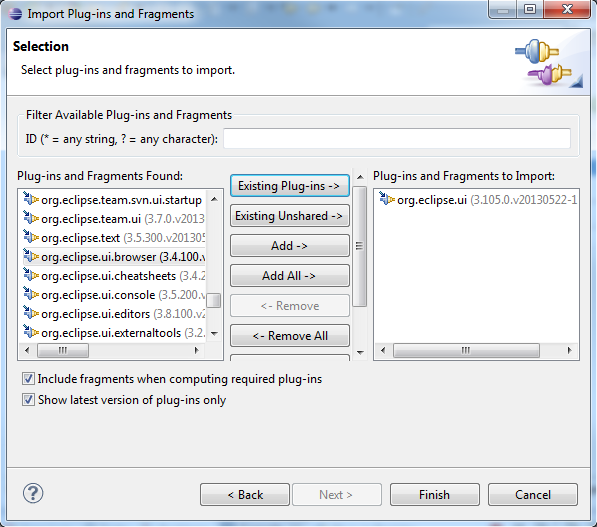 Import Plug-ins and Fragments
Selection
Select plug-ins and fragments to import.
Filter Available Plug-ins and Fragments
ID (* = any string, ? = any character):
Plug-ins and Fragments Found:
org.eclipse.team.svn.ui.startup
org.eclipse.team.ui (3.7.0.v2013
org.eclipse.text (3.5.300.v20130
org.eclipse.ui.browser (3.4.100.v
org.eclipse.ui.cheatsheets (3.4.2
org.eclipse.ui.console (3.5.200.v
org.eclipse.ui.editors (3.8.100.v2
org.eclipse.ui.externaltools (3.2.
Existing Plug-ins ->
Existing Unshared ->
Add ->
Add All ->
<- Remove
<- Remove All
Plug-ins and Fragments to Import:
org.eclipse.ui (3.105.0.v20130522-1
Include fragments when computing required plug-ins
Show latest version of plug-ins only
?
< Back
Next >
Finish
Cancel